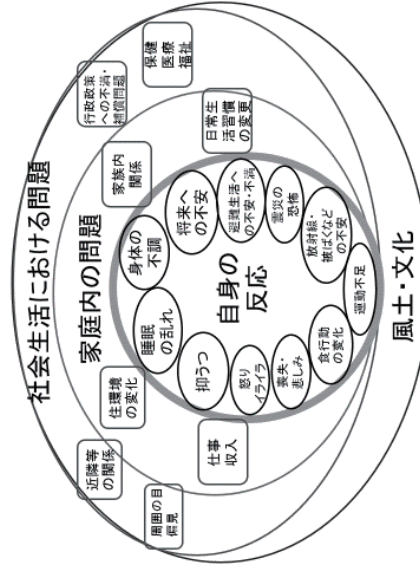 社会生活における問題
行政政策
への不満・
補償問題
保健
医療
福祉
近隣等
の関係
周囲の目
偏見
家庭内の問題
家族内
関係
日常生
活習慣
の変更
住環境
の変化
仕事
収入
自身の
反応
身体の
不調
将来へ
の不安
避難生活へ
の不安・不満
震災の
恐怖
放射線・
被ばくなど
の不安
運動不足
食行動
の変化
喪失・
悲しみ
怒り
イライラ
抑うつ
睡眠
の乱れ
風土・文化